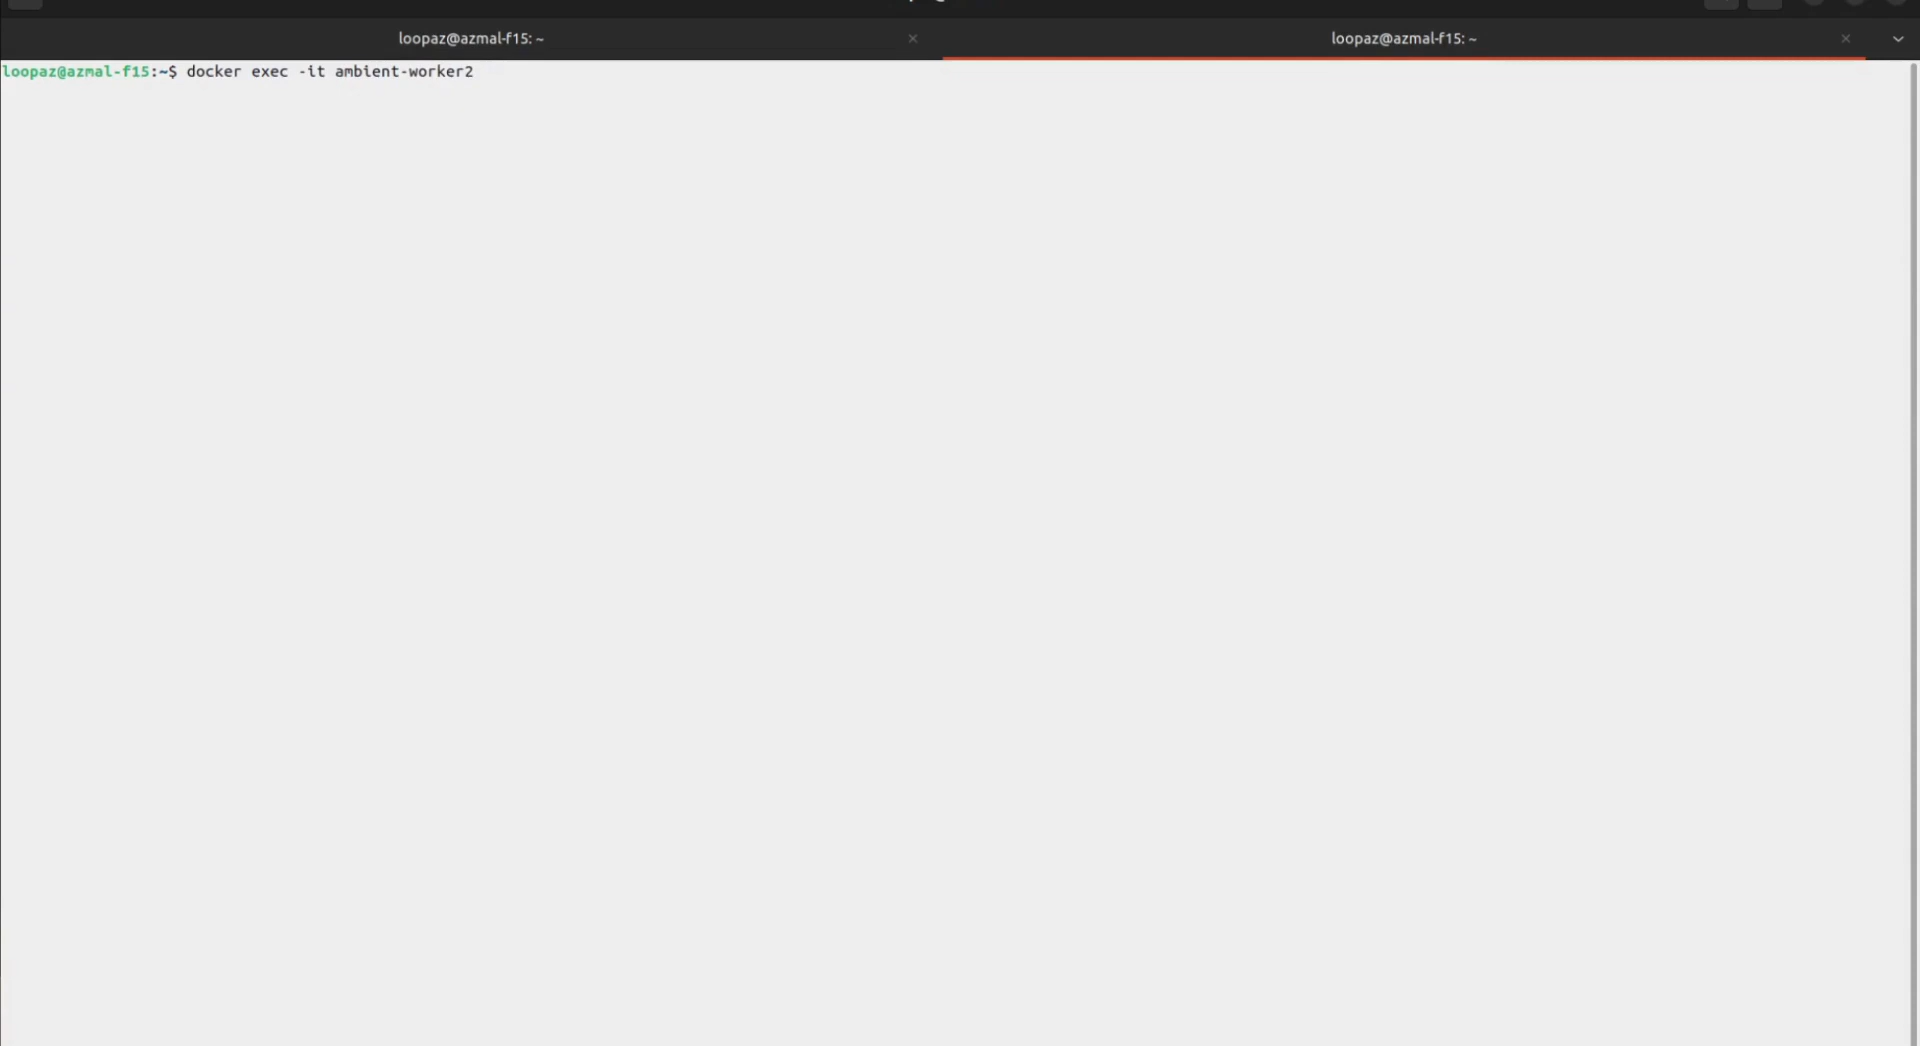 loopaz@azmal-f15: ~
loopaz@azmal-f15: ~
loopaz@azmal-f15:~$ docker exec -it ambient-worker2